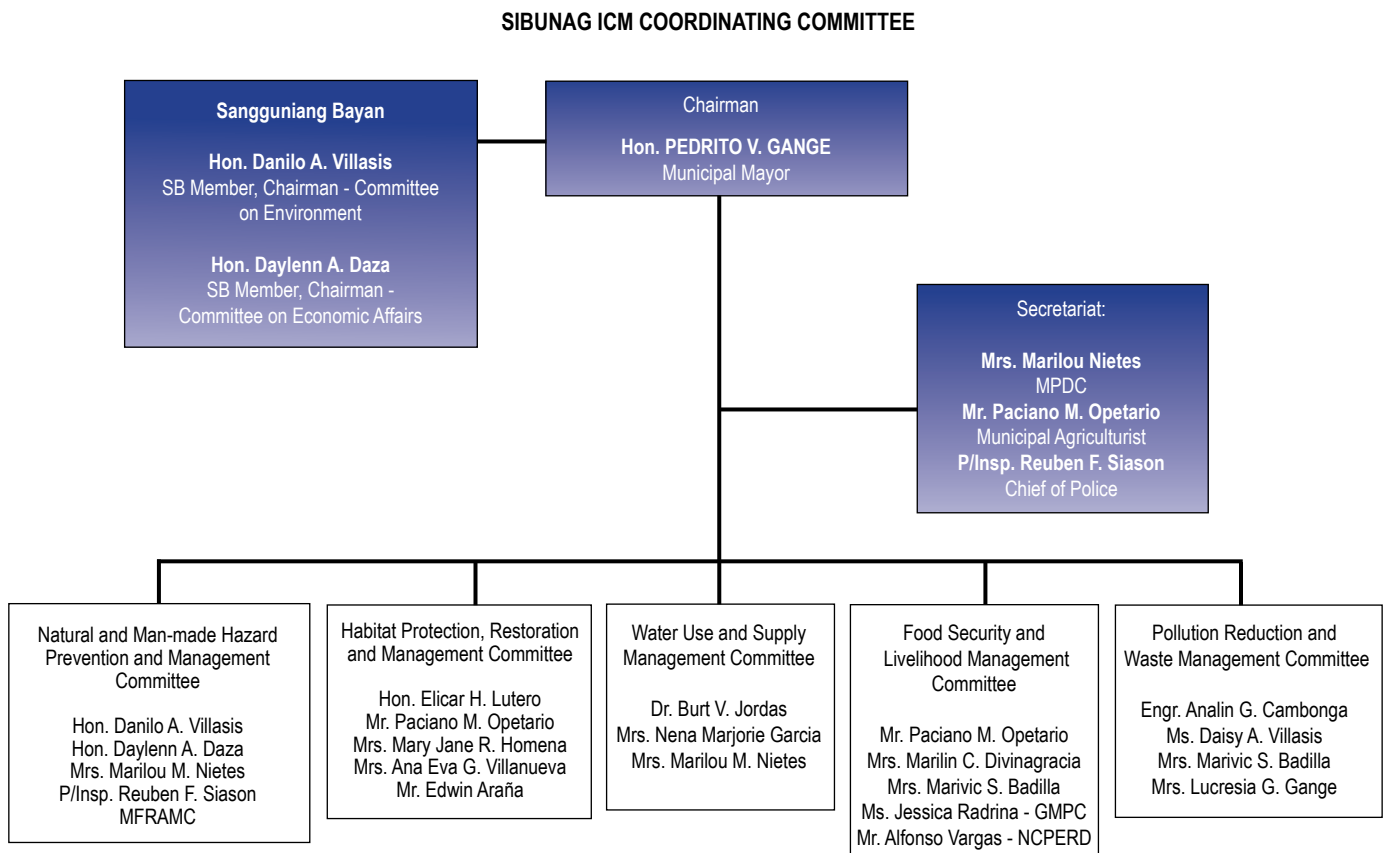 SIBUNAG ICM COORDINATING COMMITTEE
Sangguniang Bayan
Hon. Danilo A. Villasis
SB Member, Chairman - Committee
on Environment
Hon. Daylenn A. Daza
SB Member, Chairman -
Committee on Economic Affairs
Chairman
Hon. PEDRITO V. GANGE
Municipal Mayor
Secretariat:
Mrs. Marilou Nietes
MPDC
Mr. Paciano M. Opetario
Municipal Agriculturist
P/Insp. Reuben F. Siason
Chief of Police
Natural and Man-made Hazard
Prevention and Management
Committee
Hon. Danilo A. Villasis
Hon. Daylenn A. Daza
Mrs. Marilou M. Nietes
P/Insp. Reuben F. Siason
MFRAMC
Habitat Protection, Restoration
and Management Committee
Hon. Elicar H. Lutero
Mr. Paciano M. Opetario
Mrs. Mary Jane R. Homena
Mrs. Ana Eva G. Villanueva
Mr. Edwin Araña
Water Use and Supply
Management Committee
Dr. Burt V. Jordas
Mrs. Nena Marjorie Garcia
Mrs. Marilou M. Nietes
Food Security and
Livelihood Management
Committee
Mr. Paciano M. Opetario
Mrs. Marilin C. Divinagracia
Mrs. Marivic S. Badilla
Ms. Jessica Radrina - GMPC
Mr. Alfonso Vargas - NCPERD
Pollution Reduction and
Waste Management Committee
Engr. Analin G. Cambonga
Ms. Daisy A. Villasis
Mrs. Marivic S. Badilla
Mrs. Lucresia G. Gange